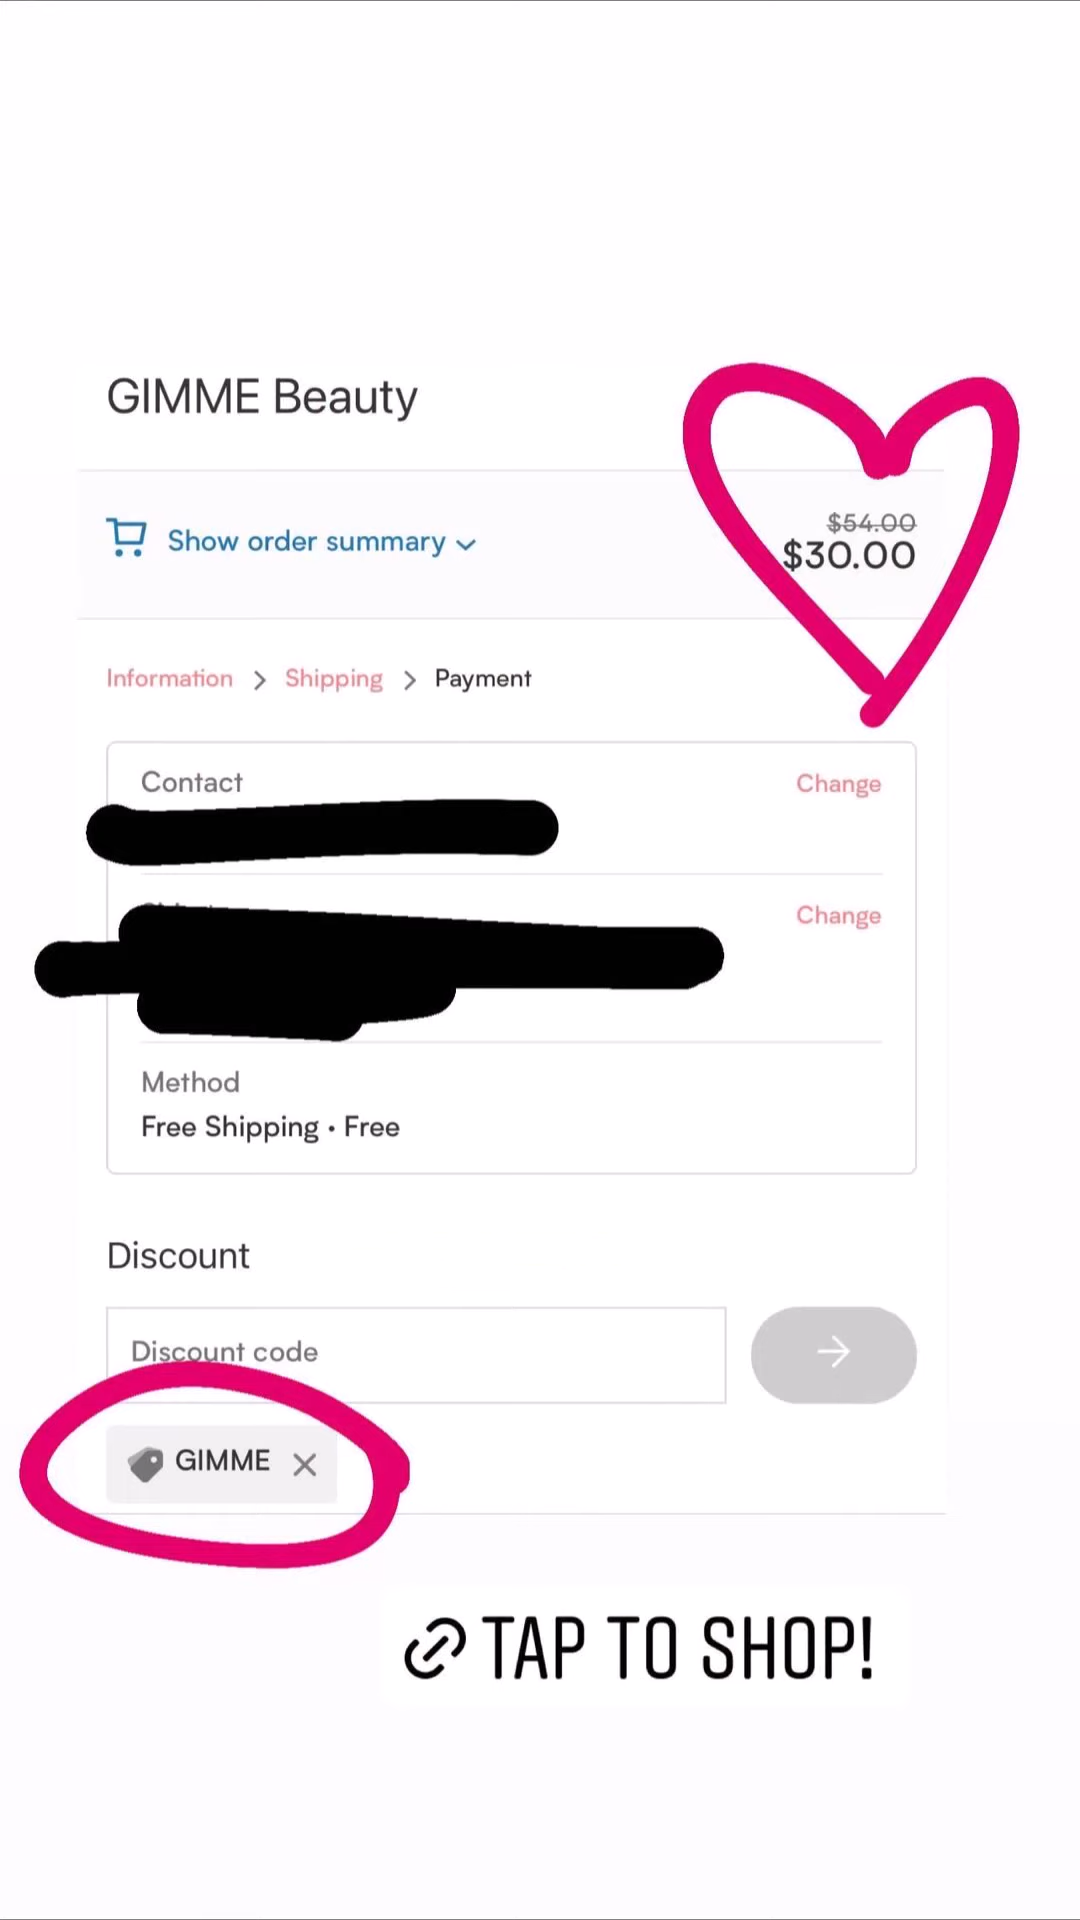 GIMME Beauty
Show order summary
$54.00
$30.00
Information > Shipping > Payment
Contact
Change
Change
Method
Free Shipping • Free
Discount
Discount code
GIMME
TAP TO SHOP!